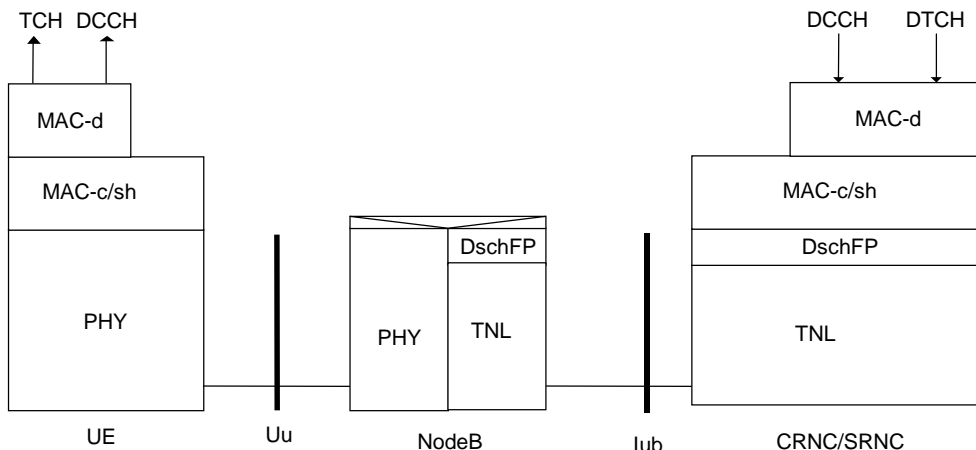 TCH DCCH
DCCH DTCH
MAC-d
MAC-d
MAC-c/sh
MAC-c/sh
DschFP
DschFP
PHY
PHY
TNL
TNL
UE
Uu
NodeB
Iub
CRNC/SRNC